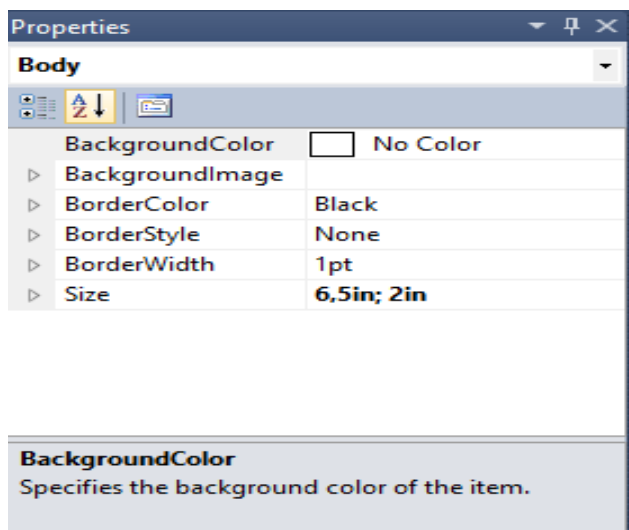 Properties
Body
BackgroundColor No Color
BackgroundImage
BorderColor Black
BorderStyle None
BorderWidth 1pt
Size 6,5in; 2in
BackgroundColor
Specifies the background color of the item.